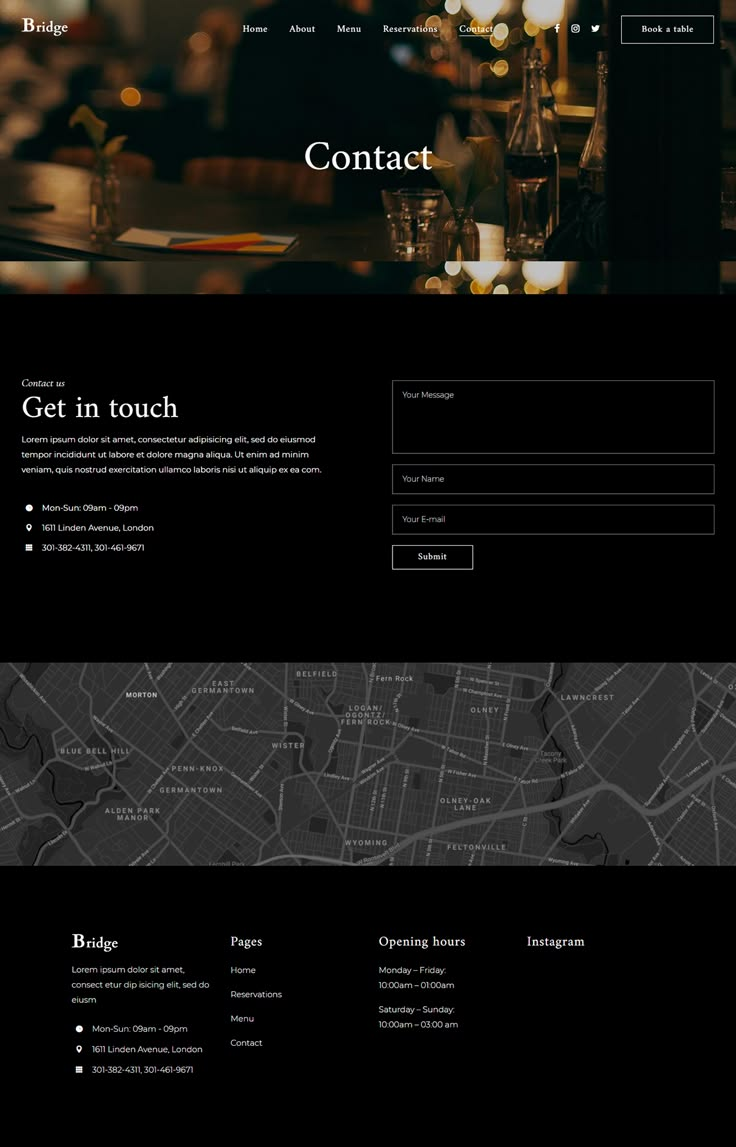 Bridge
Home About Menu Reservations Contact
Book a table
Contact
Contact us
Get in touch
Lorem ipsum dolor sit amet, consectetur adipisicing elit, sed do eiusmod
tempor incididunt ut labore et dolore magna aliqua. Ut enim ad minim
veniam, quis nostrud exercitation ullamco laboris nisi ut aliquip ex ea com.
Mon-Sun: 09am - 09pm
1611 Linden Avenue, London
301-382-4311, 301-461-9671
Your Message
Your Name
Your E-mail
Submit
BELFIELD
Fern Rock
EAST
GERMANTOWN
MORTON
LAWNCREST
LOGAN/
OGONTZ/
FERN ROCK
OLNEY
WISTER
BLUE BELL HILL
Tacony
Creek Park
PENN-KNOX
GERMANTOWN
OLNEY-OAK
LANE
ALDEN PARK
MANOR
WYOMING
FELTONVILLE
Bridge
Lorem ipsum dolor sit amet,
consect etur dip isicing elit, sed do
eiusm
Mon-Sun: 09am - 09pm
1611 Linden Avenue, London
301-382-4311, 301-461-9671
Pages
Home
Reservations
Menu
Contact
Opening hours
Monday – Friday:
10:00am – 01:00am
Saturday – Sunday:
10:00am – 03:00 am
Instagram